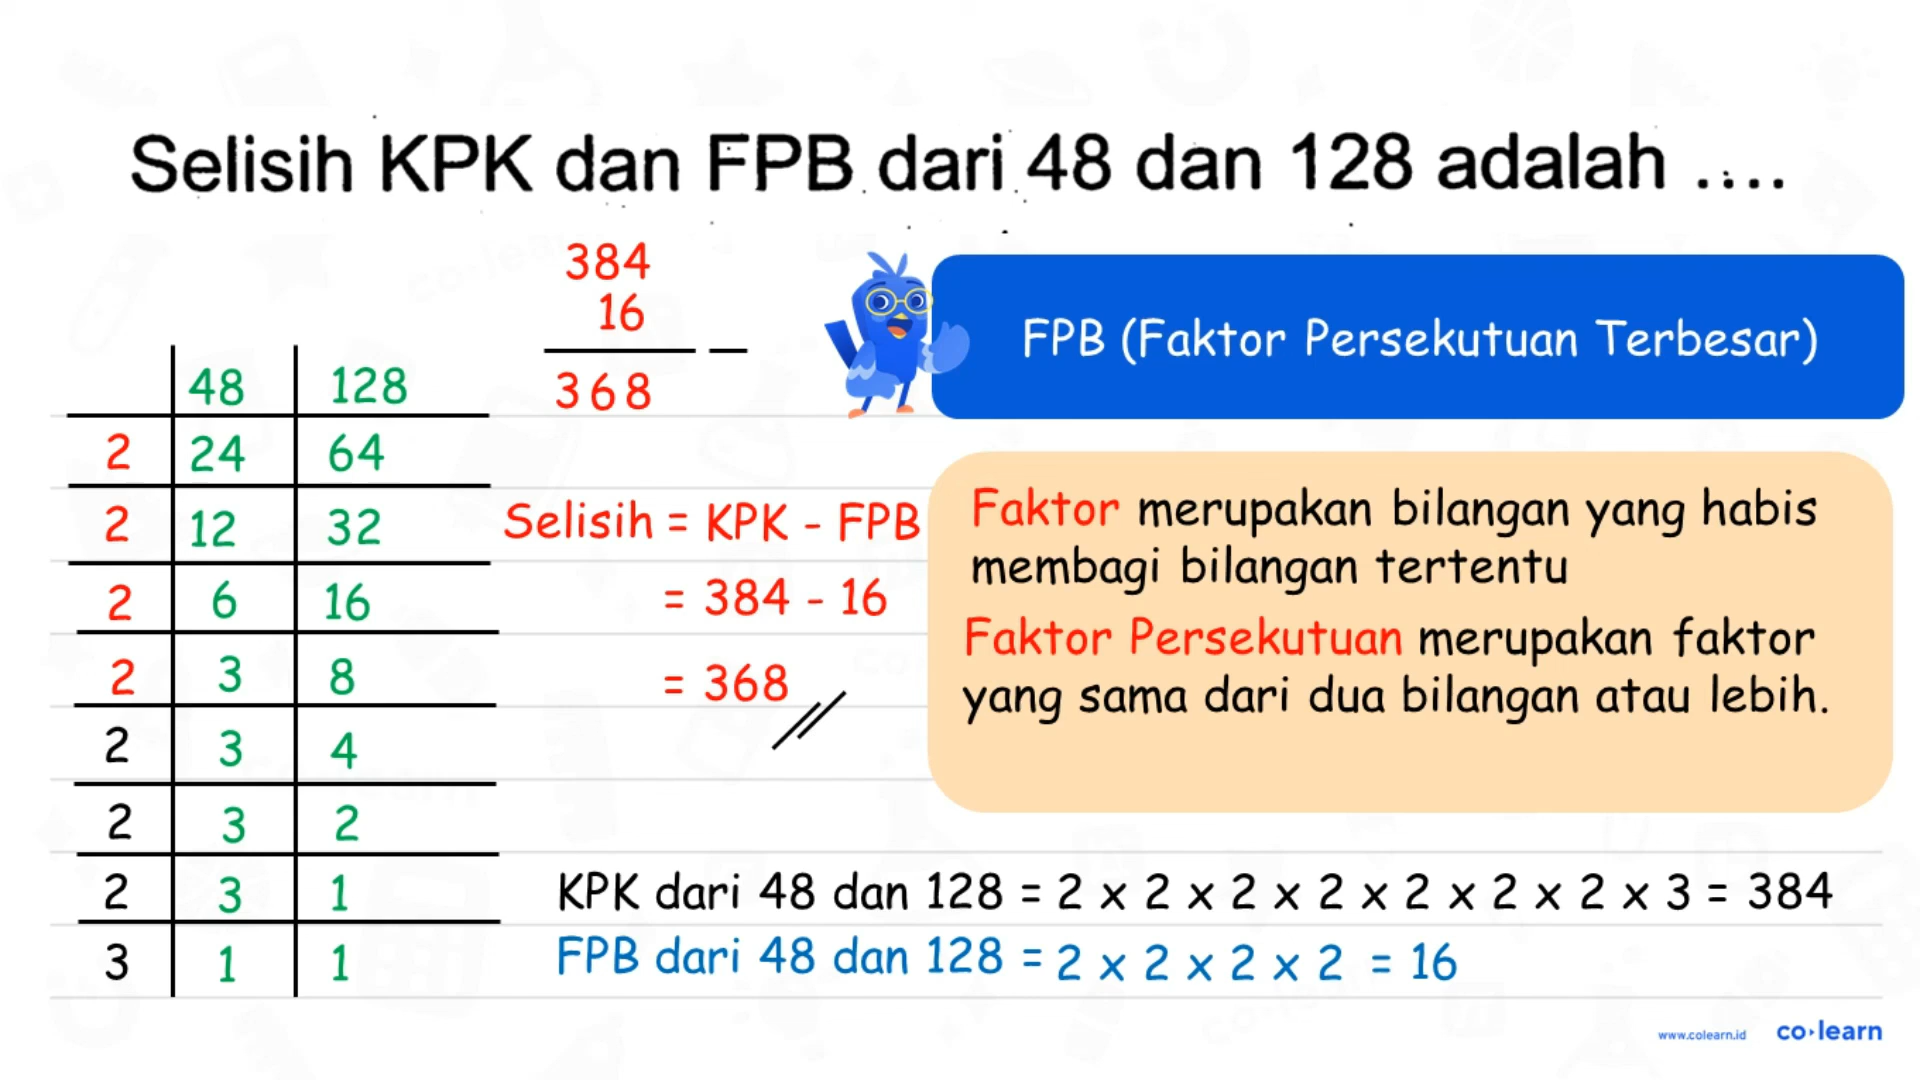 Selisih KPK dan FPB dari 48 dan 128 adalah ....
384
16
368
FPB (Faktor Persekutuan Terbesar)
48 128
2 24 64
2 12 32
2 6 16
2 3 8
2 3 4
2 3 2
2 3 1
3 1 1
Selisih = KPK - FPB
= 384 - 16
= 368
Faktor merupakan bilangan yang habis
membagi bilangan tertentu
Faktor Persekutuan merupakan faktor
yang sama dari dua bilangan atau lebih.
KPK dari 48 dan 128 = 2 x 2 x 2 x 2 x 2 x 2 x 2 x 3 = 384
FPB dari 48 dan 128 = 2 x 2 x 2 x 2 = 16
www.colearn.id co·learn